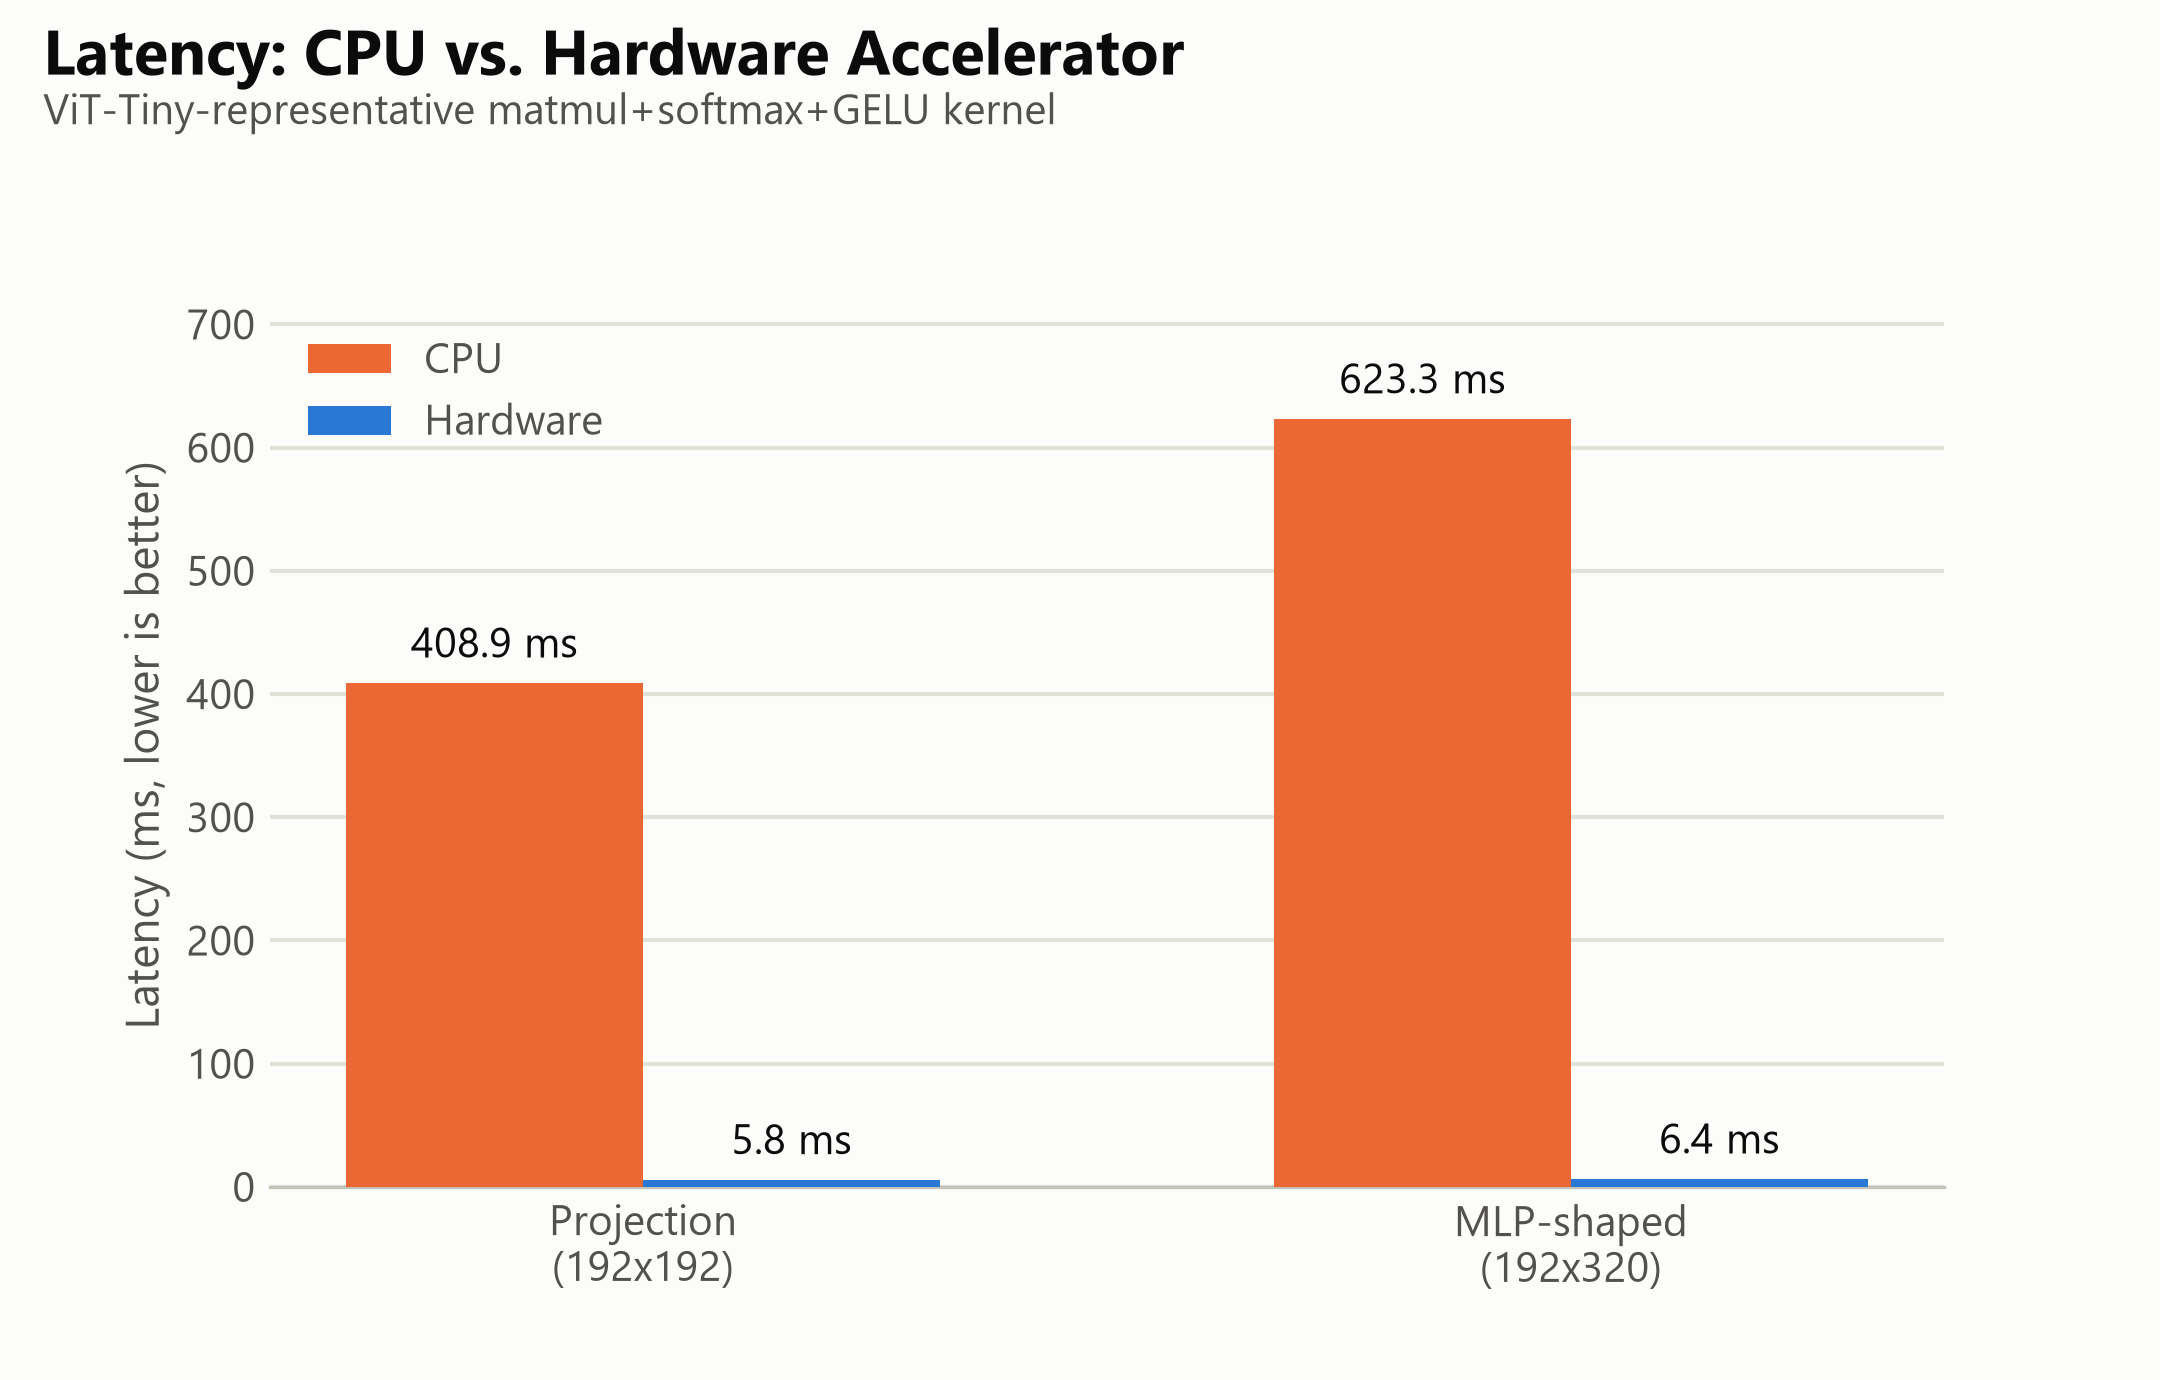 Latency: CPU vs. Hardware Accelerator
ViT-Tiny-representative matmul+softmax+GELU kernel
700
600
500
400
300
200
100
0
Latency (ms, lower is better)
CPU
Hardware
408.9 ms
5.8 ms
623.3 ms
6.4 ms
Projection
(192x192)
MLP-shaped
(192x320)